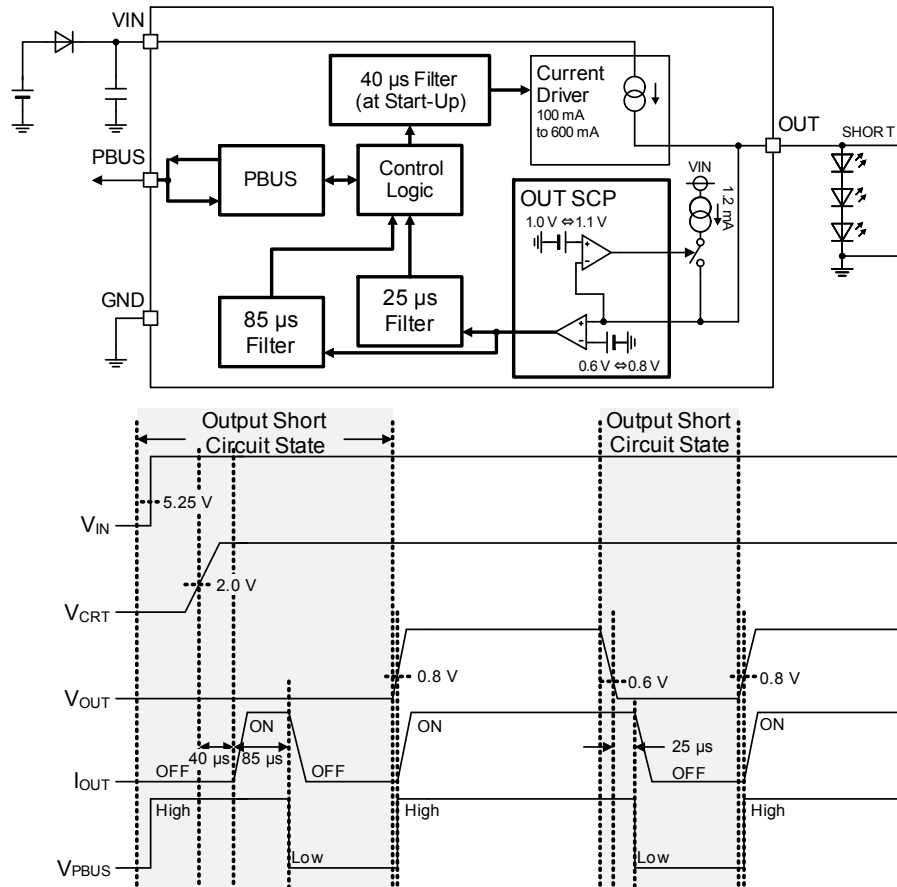 VIN
40 µs Filter
(at Start-Up)
Current
Driver
100 mA
to 600 mA
OUT
SHORT
PBUS
PBUS
Control
Logic
VIN
1.2 mA
OUT SCP
1.0 V ⇔1.1 V
+
-
GND
85 µs
Filter
25 µs
Filter
+
-
0.6 V ⇔0.8 V
Output Short
Circuit State
Output Short
Circuit State
5.25 V
VIN
2.0 V
VCRT
0.8 V
0.6 V
0.8 V
VOUT
ON
ON
ON
40 µs
85 µs
25 µs
OFF
OFF
OFF
IOUT
High
High
High
Low
Low
VPBUS